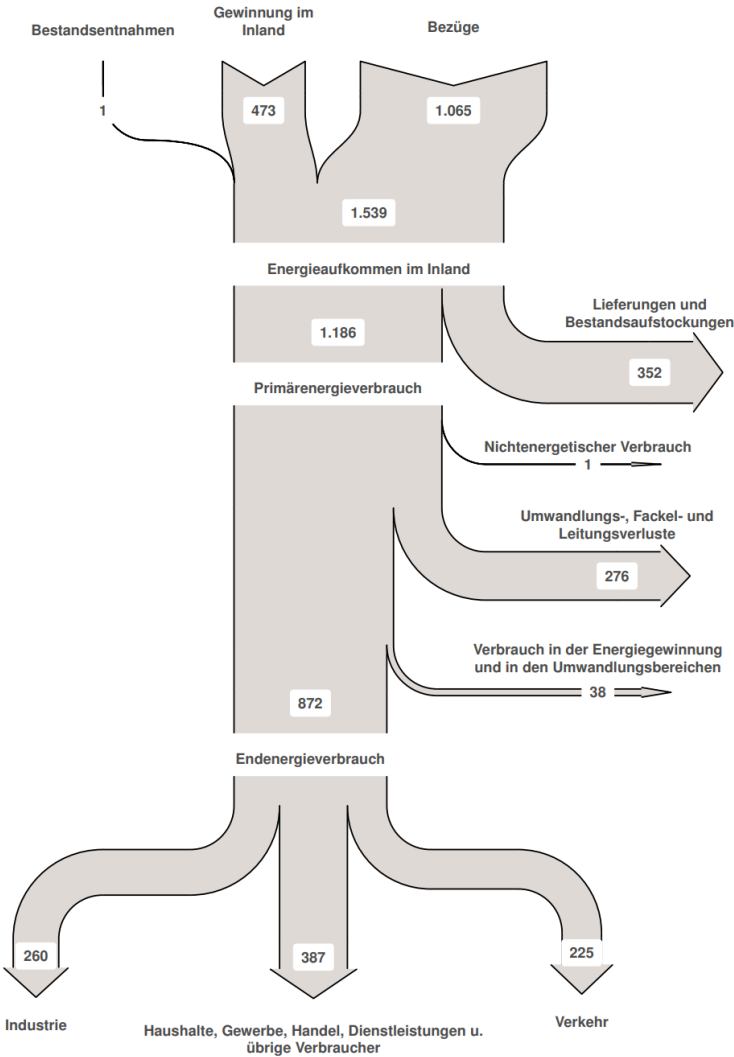 Bestandsentnahmen
Gewinnung im
Inland
Bezüge
1
473
1.065
1.539
Energieaufkommen im Inland
1.186
Lieferungen und
Bestandsaufstockungen
352
Primärenergieverbrauch
Nichtenergetischer Verbrauch
1
Umwandlungs-, Fackel- und
Leitungsverluste
276
Verbrauch in der Energiegewinnung
und in den Umwandlungsbereichen
38
872
Endenergieverbrauch
260
387
225
Industrie
Haushalte, Gewerbe, Handel, Dienstleistungen u.
übrige Verbraucher
Verkehr